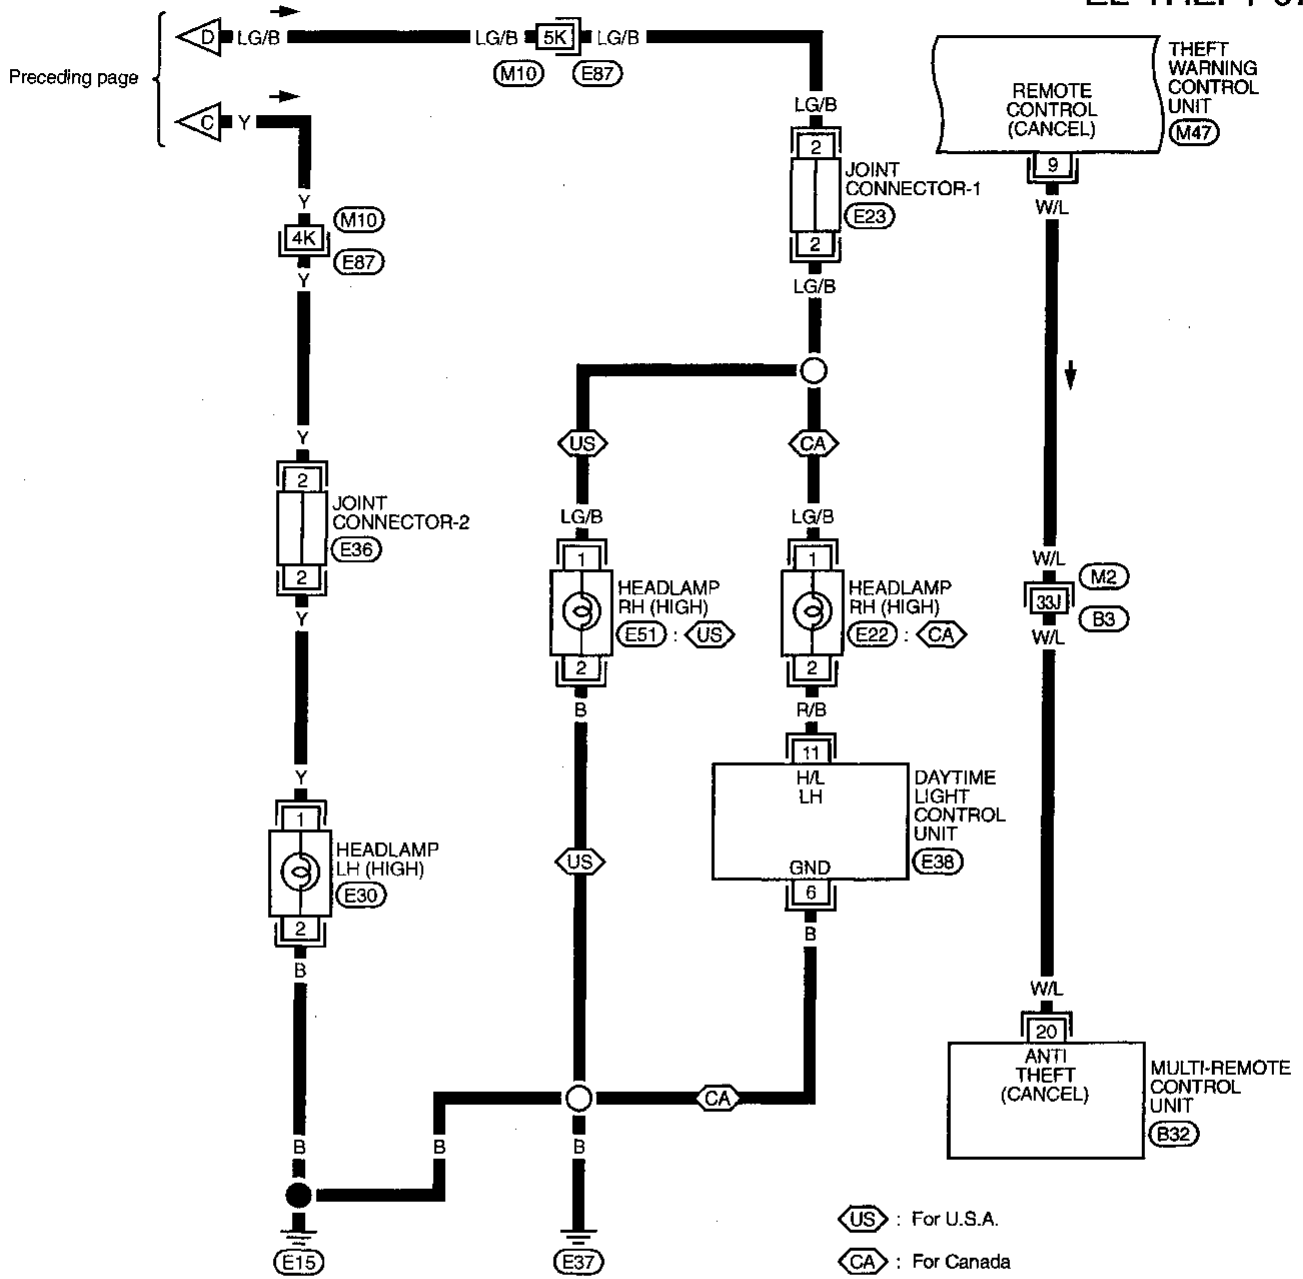 D LG/B LG/B 5K LG/B
M10 E87
Preceding page
C Y
LG/B
2
JOINT
CONNECTOR-1
E23
2
LG/B
THEFT
WARNING
CONTROL
UNIT
M47
REMOTE
CONTROL
(CANCEL)
9
W/L
Y
M10
4K
E87
Y
US
CA
Y
2
JOINT
CONNECTOR-2
E36
2
Y
LG/B
1
HEADLAMP
RH (HIGH)
E51 : US
2
B
LG/B
1
HEADLAMP
RH (HIGH)
E22 : CA
2
R/B
W/L
M2
33J
B3
W/L
11
H/L
LH
DAYTIME
LIGHT
CONTROL
UNIT
E38
GND
6
B
Y
1
HEADLAMP
LH (HIGH)
E30
2
B
US
W/L
20
ANTI
THEFT
(CANCEL)
MULTI-REMOTE
CONTROL
UNIT
B32
CA
B B B
E15 E37
US : For U.S.A.
CA : For Canada